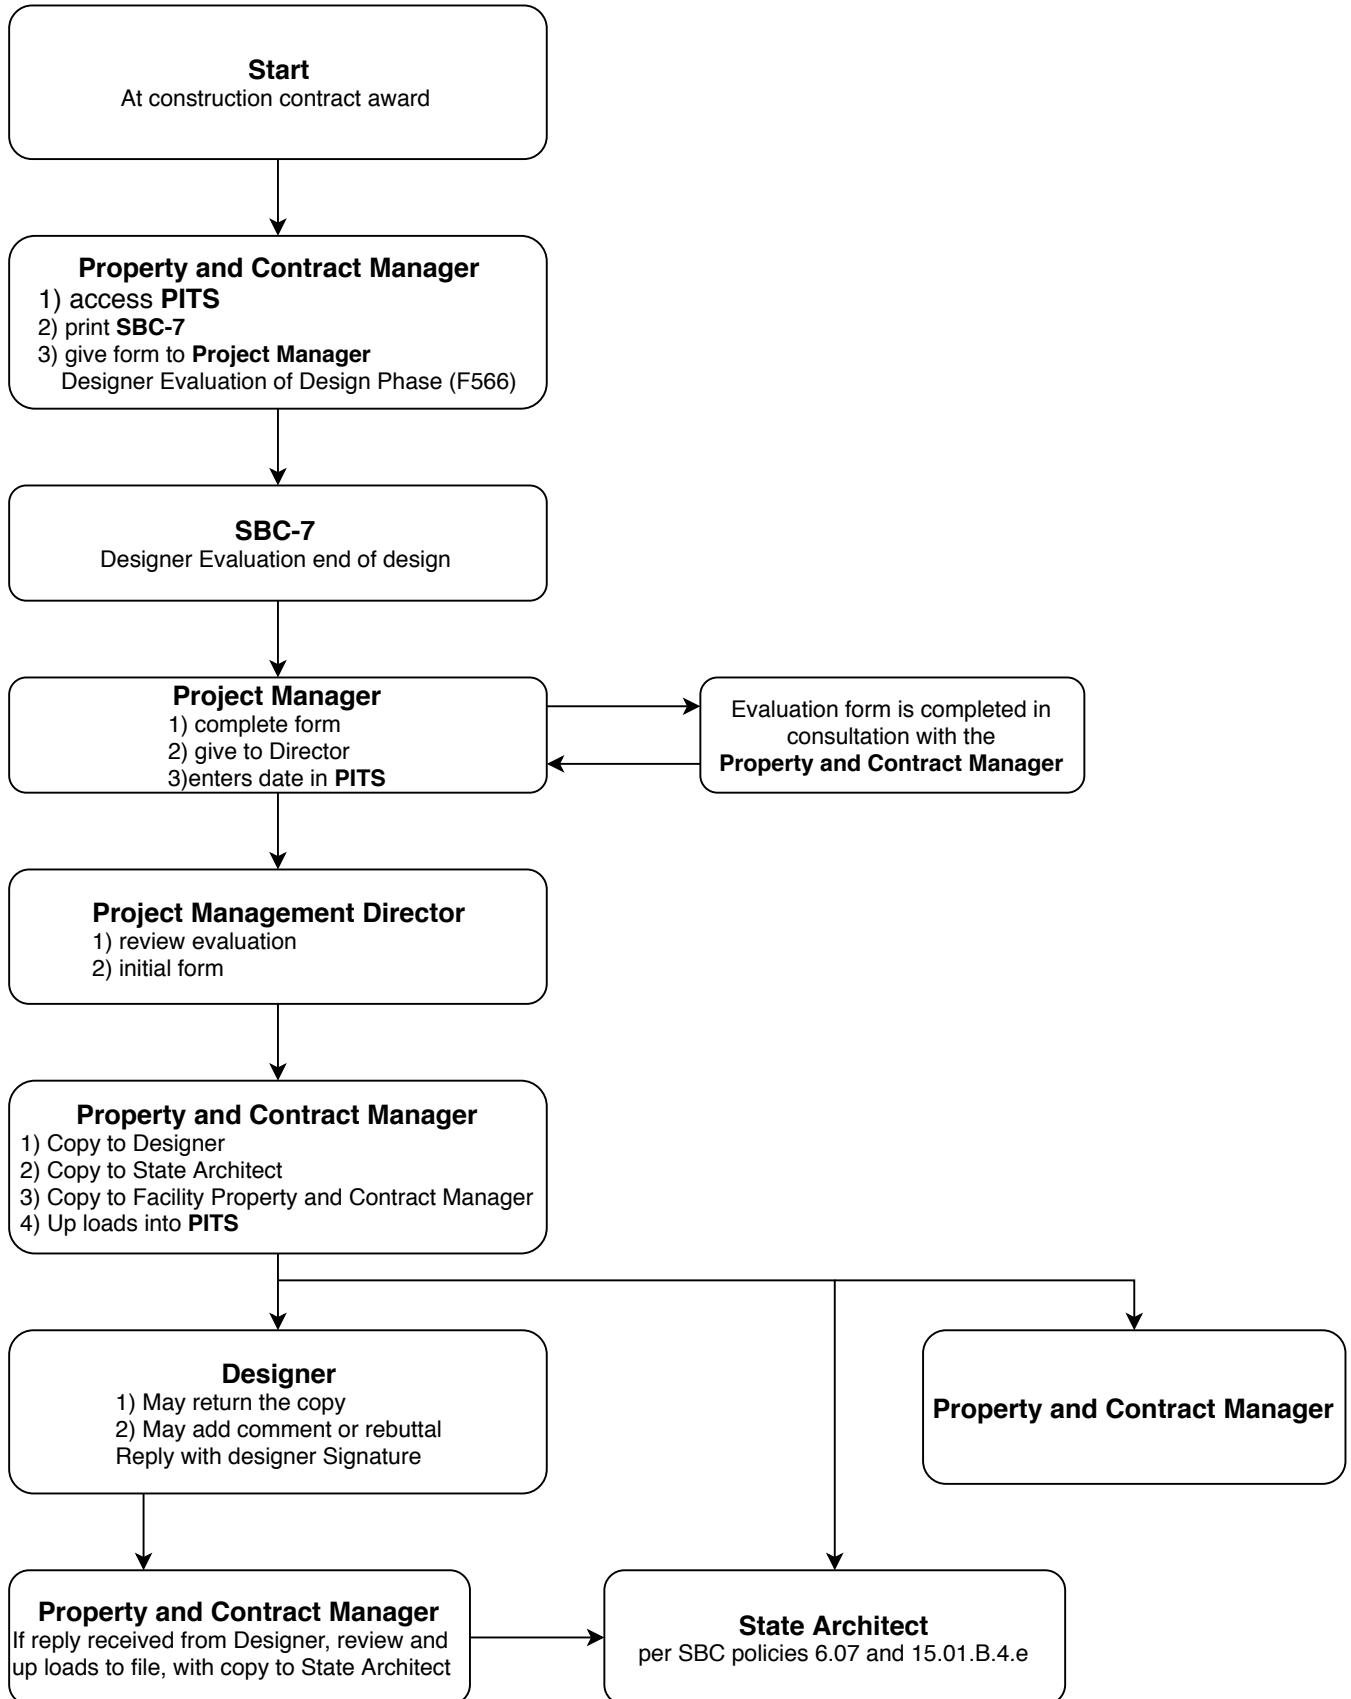 Start
At construction contract award
Property and Contract Manager
1) access PITS
2) print SBC-7
3) give form to Project Manager
Designer Evaluation of Design Phase (F566)
SBC-7
Designer Evaluation end of design
Project Manager
1) complete form
2) give to Director
3)enters date in PITS
Evaluation form is completed in
consultation with the
Property and Contract Manager
Project Management Director
1) review evaluation
2) initial form
Property and Contract Manager
1) Copy to Designer
2) Copy to State Architect
3) Copy to Facility Property and Contract Manager
4) Up loads into PITS
Designer
1) May return the copy
2) May add comment or rebuttal
Reply with designer Signature
Property and Contract Manager
Property and Contract Manager
If reply received from Designer, review and
up loads to file, with copy to State Architect
State Architect
per SBC policies 6.07 and 15.01.B.4.e